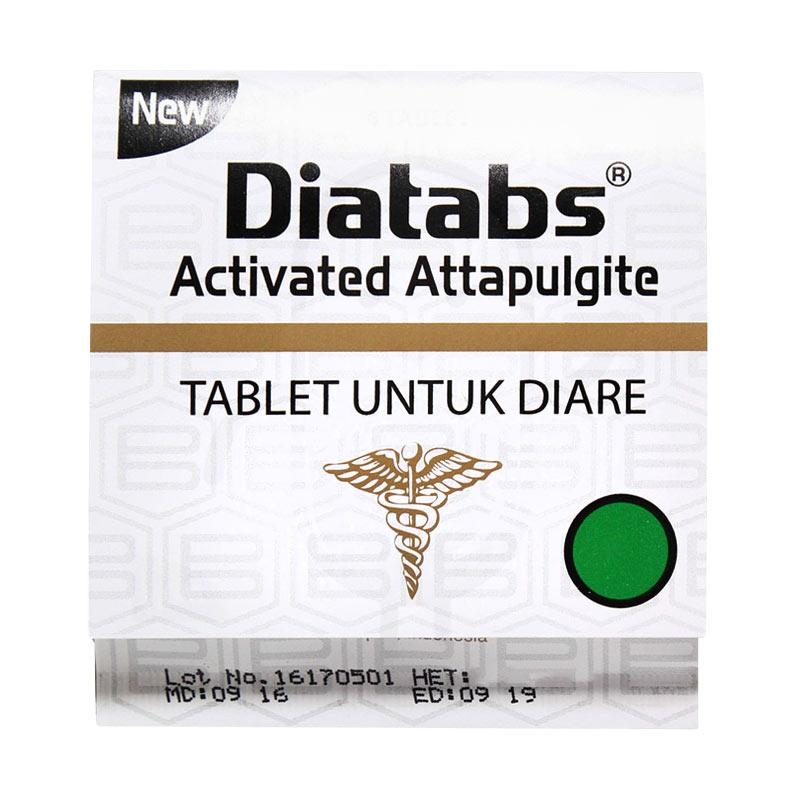 New
Diatabs®
Activated Attapulgite
TABLET UNTUK DIARE
Lot No.16170501 HET:
MD:09 16 ED:09 19